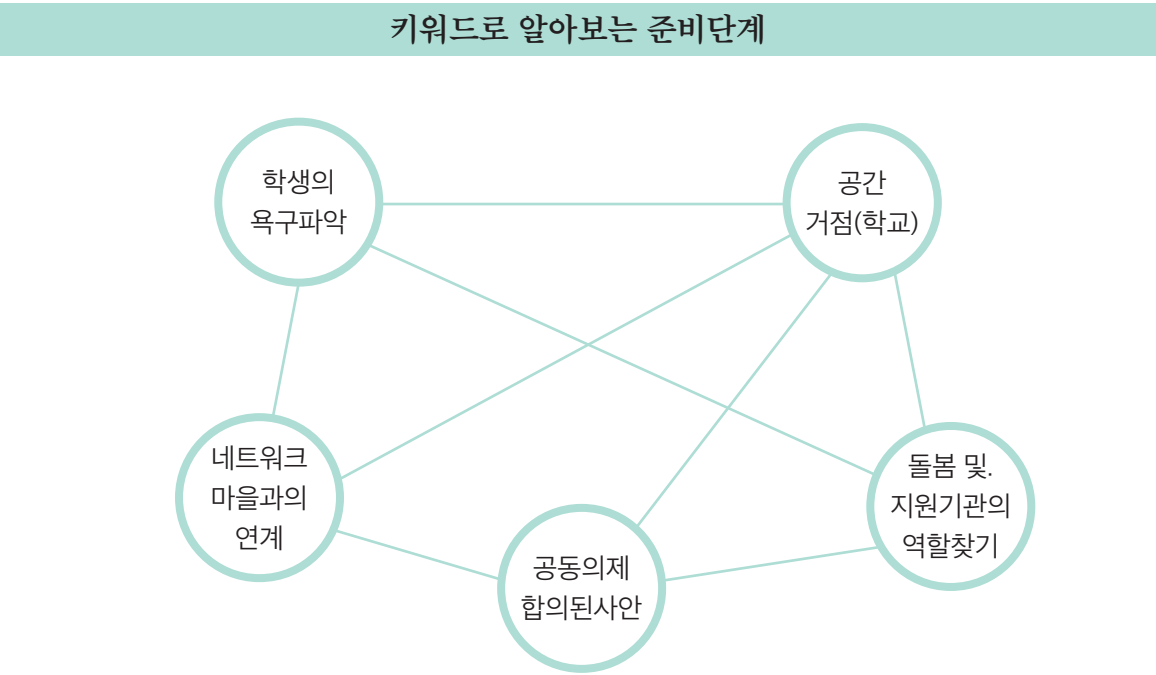 키워드로 알아보는 준비단계
학생의
욕구파악
공간
거점(학교)
네트워크
마을과의
연계
공동의제
합의된사안
돌봄 및.
지원기관의
역할찾기